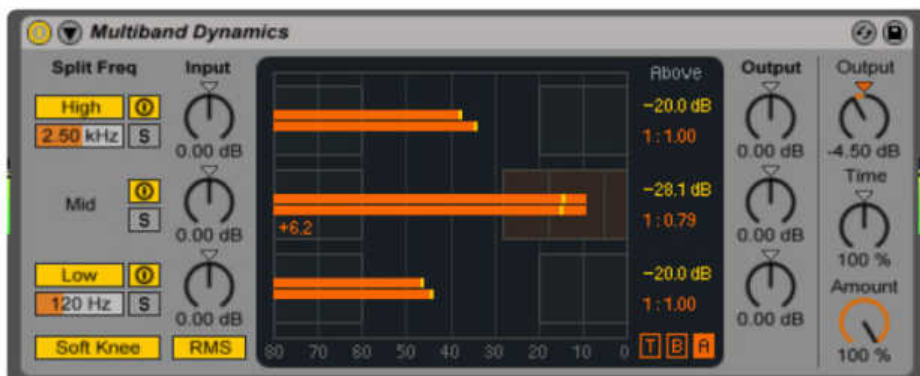 Multiband Dynamics
Split Freq Input Above Output Output
High -20.0 dB
2.50 kHz S 0.00 dB 1:1.00 0.00 dB -4.50 dB
Time
Mid -28.1 dB
S 0.00 dB +6.2 1:0.79 0.00 dB 100 %
Low -20.0 dB Amount
120 Hz S 0.00 dB 1:1.00 0.00 dB
Soft Knee RMS 80 70 60 50 40 30 20 10 0 T B A 100 %